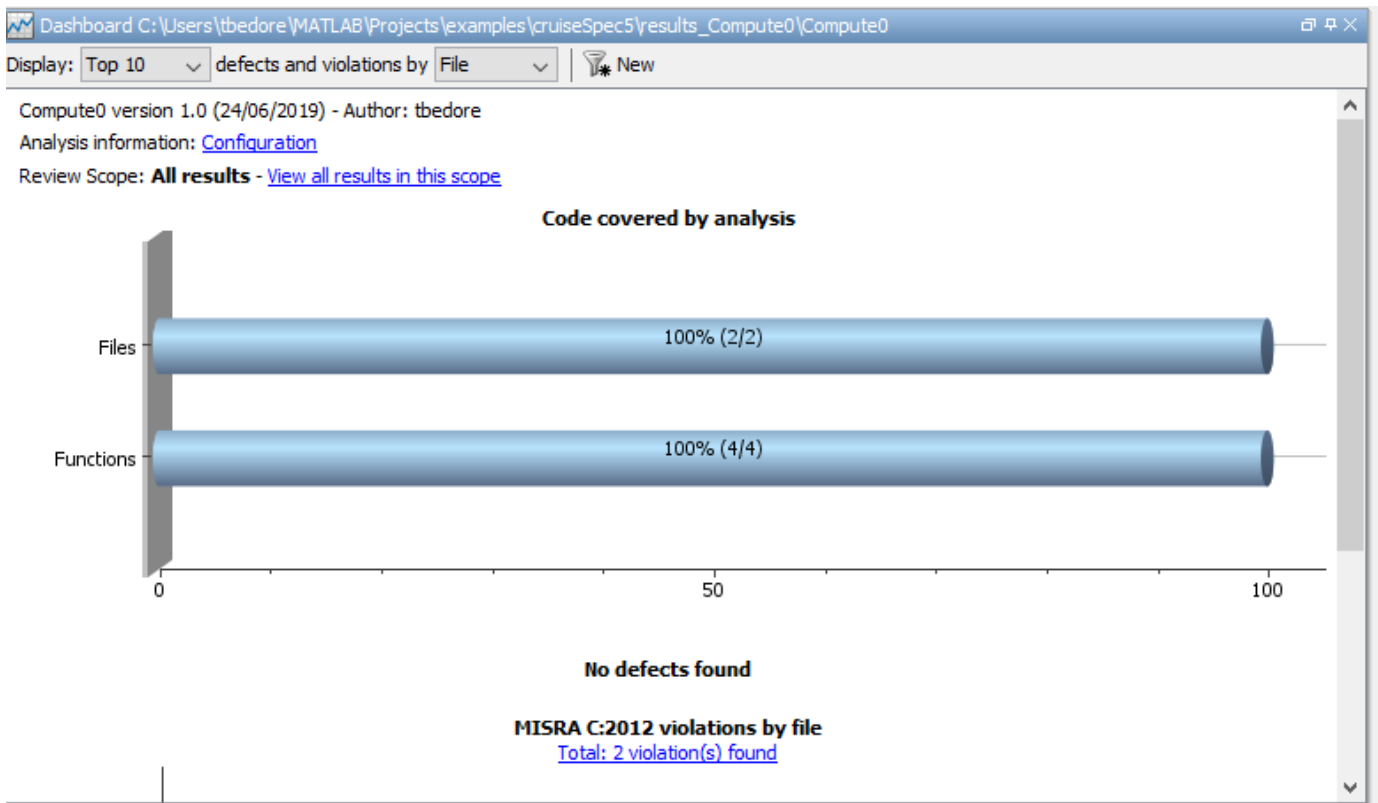 Dashboard C:\Users\tbedore\MATLAB\Projects\examples\cruiseSpec5\results_Compute0\Compute0
Display: Top 10 defects and violations by File New
Compute0 version 1.0 (24/06/2019) - Author: tbedore
Analysis information: Configuration
Review Scope: All results - View all results in this scope
Code covered by analysis
Files 100% (2/2)
Functions 100% (4/4)
0 50 100
No defects found
MISRA C:2012 violations by file
Total: 2 violation(s) found